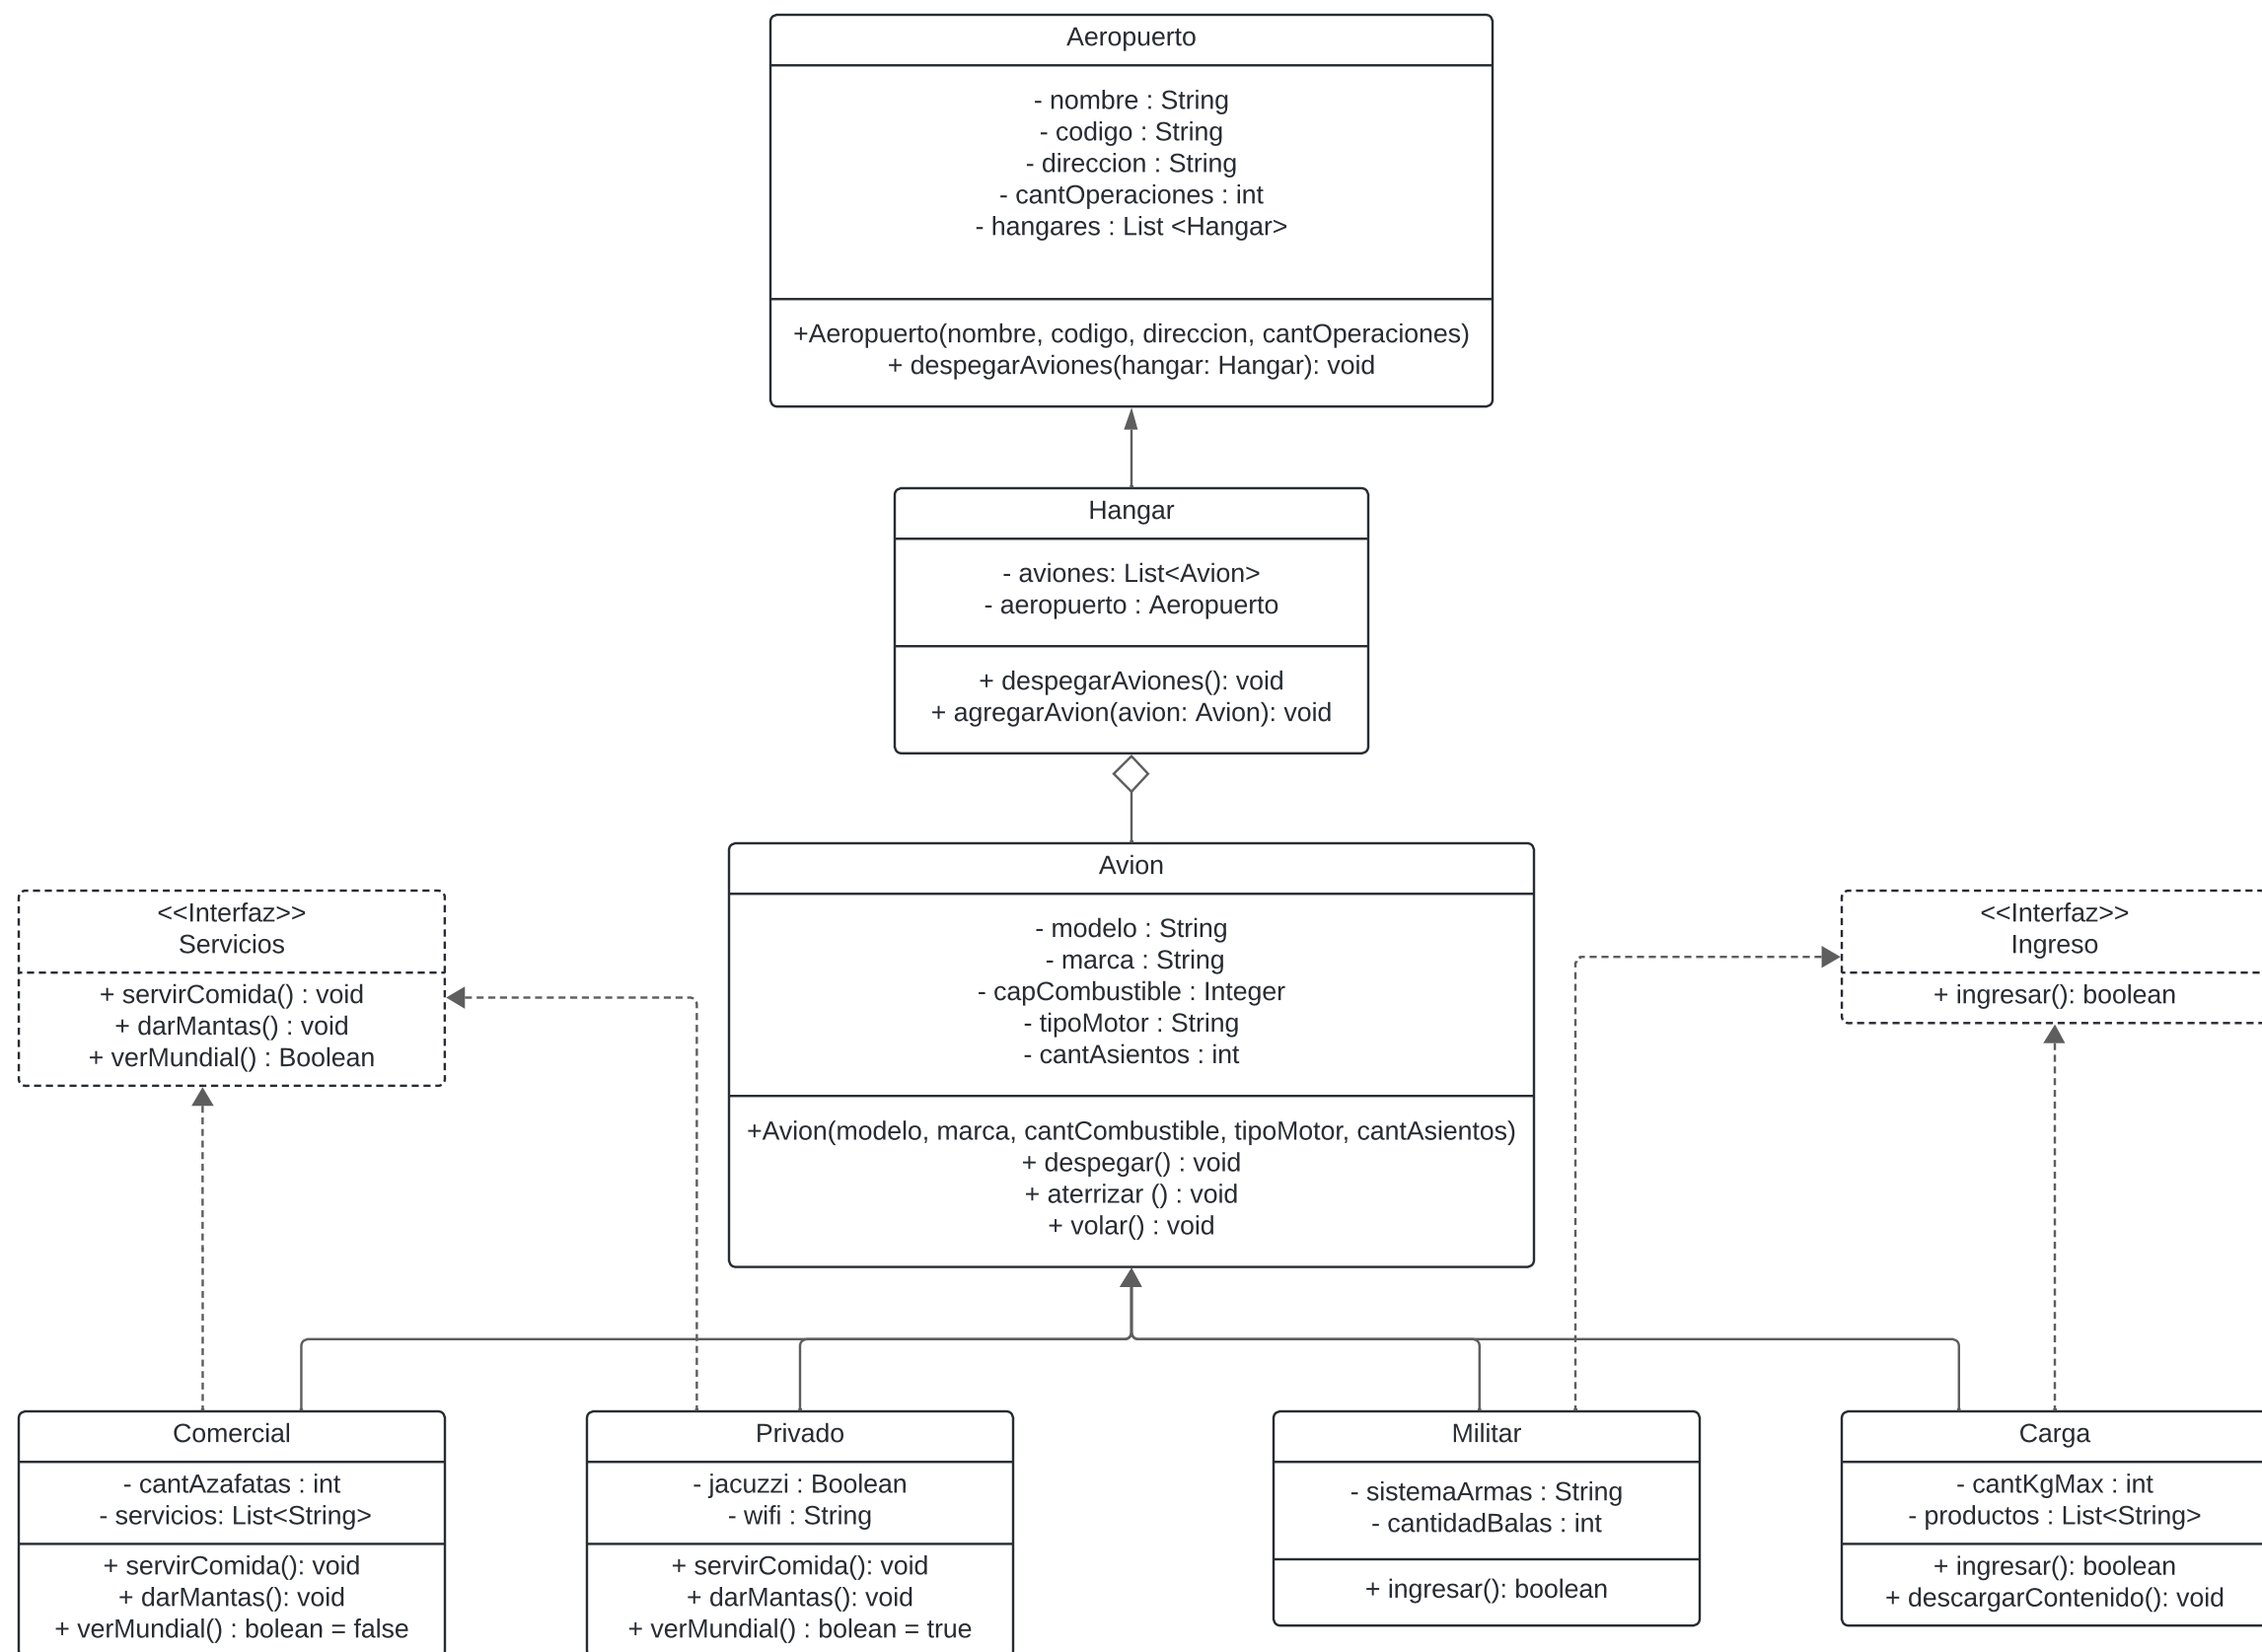 Aeropuerto
- nombre : String
- codigo : String
- direccion : String
- cantOperaciones : int
- hangares : List <Hangar>
+Aeropuerto(nombre, codigo, direccion, cantOperaciones)
+ despegarAviones(hangar: Hangar): void
Hangar
- aviones: List<Avion>
- aeropuerto : Aeropuerto
+ despegarAviones(): void
+ agregarAvion(avion: Avion): void
<<Interfaz>>
Servicios
+ servirComida() : void
+ darMantas() : void
+ verMundial() : Boolean
Avion
- modelo : String
- marca : String
- capCombustible : Integer
- tipoMotor : String
- cantAsientos : int
+Avion(modelo, marca, cantCombustible, tipoMotor, cantAsientos)
+ despegar() : void
+ aterrizar () : void
+ volar() : void
<<Interfaz>>
Ingreso
+ ingresar(): boolean
Comercial
- cantAzafatas : int
- servicios: List<String>
+ servirComida(): void
+ darMantas(): void
+ verMundial() : bolean = false
Privado
- jacuzzi : Boolean
- wifi : String
+ servirComida(): void
+ darMantas(): void
+ verMundial() : bolean = true
Militar
- sistemaArmas : String
- cantidadBalas : int
+ ingresar(): boolean
Carga
- cantKgMax : int
- productos : List<String>
+ ingresar(): boolean
+ descargarContenido(): void